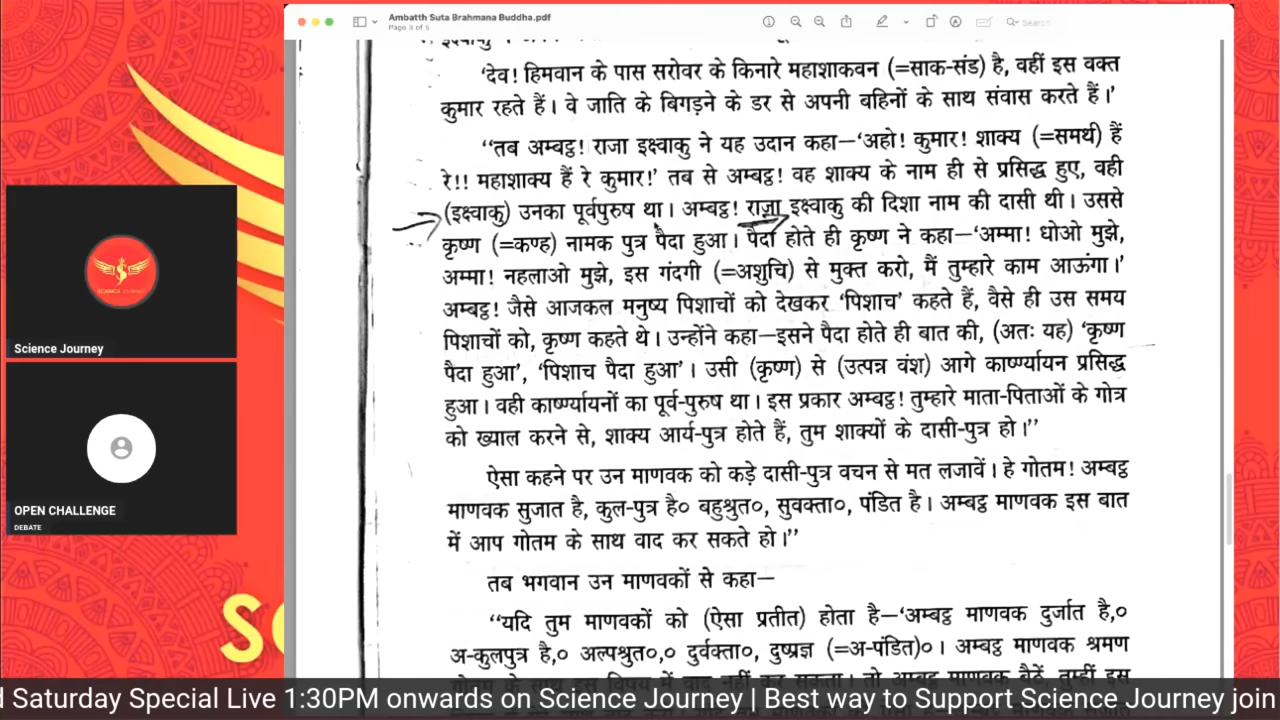 Ambatth Suta Brahmana Buddha.pdf
Page 3 of 5
Search
'देव! हिमवान के पास सरोवर के किनारे महाशाकवन (=साक-संड) है, वहीं इस वक्त
कुमार रहते हैं। वे जाति के बिगड़ने के डर से अपनी बहिनों के साथ संवास करते हैं।'
“तब अम्बट्ठ! राजा इक्ष्वाकु ने यह उदान कहा—'अहो! कुमार! शाक्य (=समर्थ) हैं
रे!! महाशाक्य हैं रे कुमार!' तब से अम्बट्ठ! वह शाक्य के नाम ही से प्रसिद्ध हुए, वही
(इक्ष्वाकु) उनका पूर्वपुरुष था। अम्बट्ठ! राजा इक्ष्वाकु की दिशा नाम की दासी थी। उससे
कृष्ण (=कण्ह) नामक पुत्र पैदा हुआ। पैदा होते ही कृष्ण ने कहा—'अम्मा! धोओ मुझे,
अम्मा! नहलाओ मुझे, इस गंदगी (=अशुचि) से मुक्त करो, मैं तुम्हारे काम आऊंगा।'
अम्बट्ठ! जैसे आजकल मनुष्य पिशाचों को देखकर 'पिशाच' कहते हैं, वैसे ही उस समय
पिशाचों को, कृष्ण कहते थे। उन्होंने कहा—इसने पैदा होते ही बात की, (अतः यह) 'कृष्ण
पैदा हुआ', 'पिशाच पैदा हुआ'। उसी (कृष्ण) से (उत्पन्न वंश) आगे कार्ष्ण्यायन प्रसिद्ध
हुआ। वही कार्ष्ण्यायनों का पूर्व-पुरुष था। इस प्रकार अम्बट्ठ! तुम्हारे माता-पिताओं के गोत्र
को ख्याल करने से, शाक्य आर्य-पुत्र होते हैं, तुम शाक्यों के दासी-पुत्र हो।”
ऐसा कहने पर उन माणवक को कड़े दासी-पुत्र वचन से मत लजावें। हे गोतम! अम्बट्ठ
माणवक सुजात है, कुल-पुत्र है० बहुश्रुत०, सुवक्ता०, पंडित है। अम्बट्ठ माणवक इस बात
में आप गोतम के साथ वाद कर सकते हो।”
तब भगवान उन माणवकों से कहा—
“यदि तुम माणवकों को (ऐसा प्रतीत) होता है—'अम्बट्ठ माणवक दुर्जात है,०
अ-कुलपुत्र है,० अल्पश्रुत०,० दुर्वक्ता०, दुष्प्रज्ञ (=अ-पंडित)०। अम्बट्ठ माणवक श्रमण
SCIENCE JOURNEY
Science Journey
OPEN CHALLENGE
DEBATE
Saturday Special Live 1:30PM onwards on Science Journey | Best way to Support Science Journey join